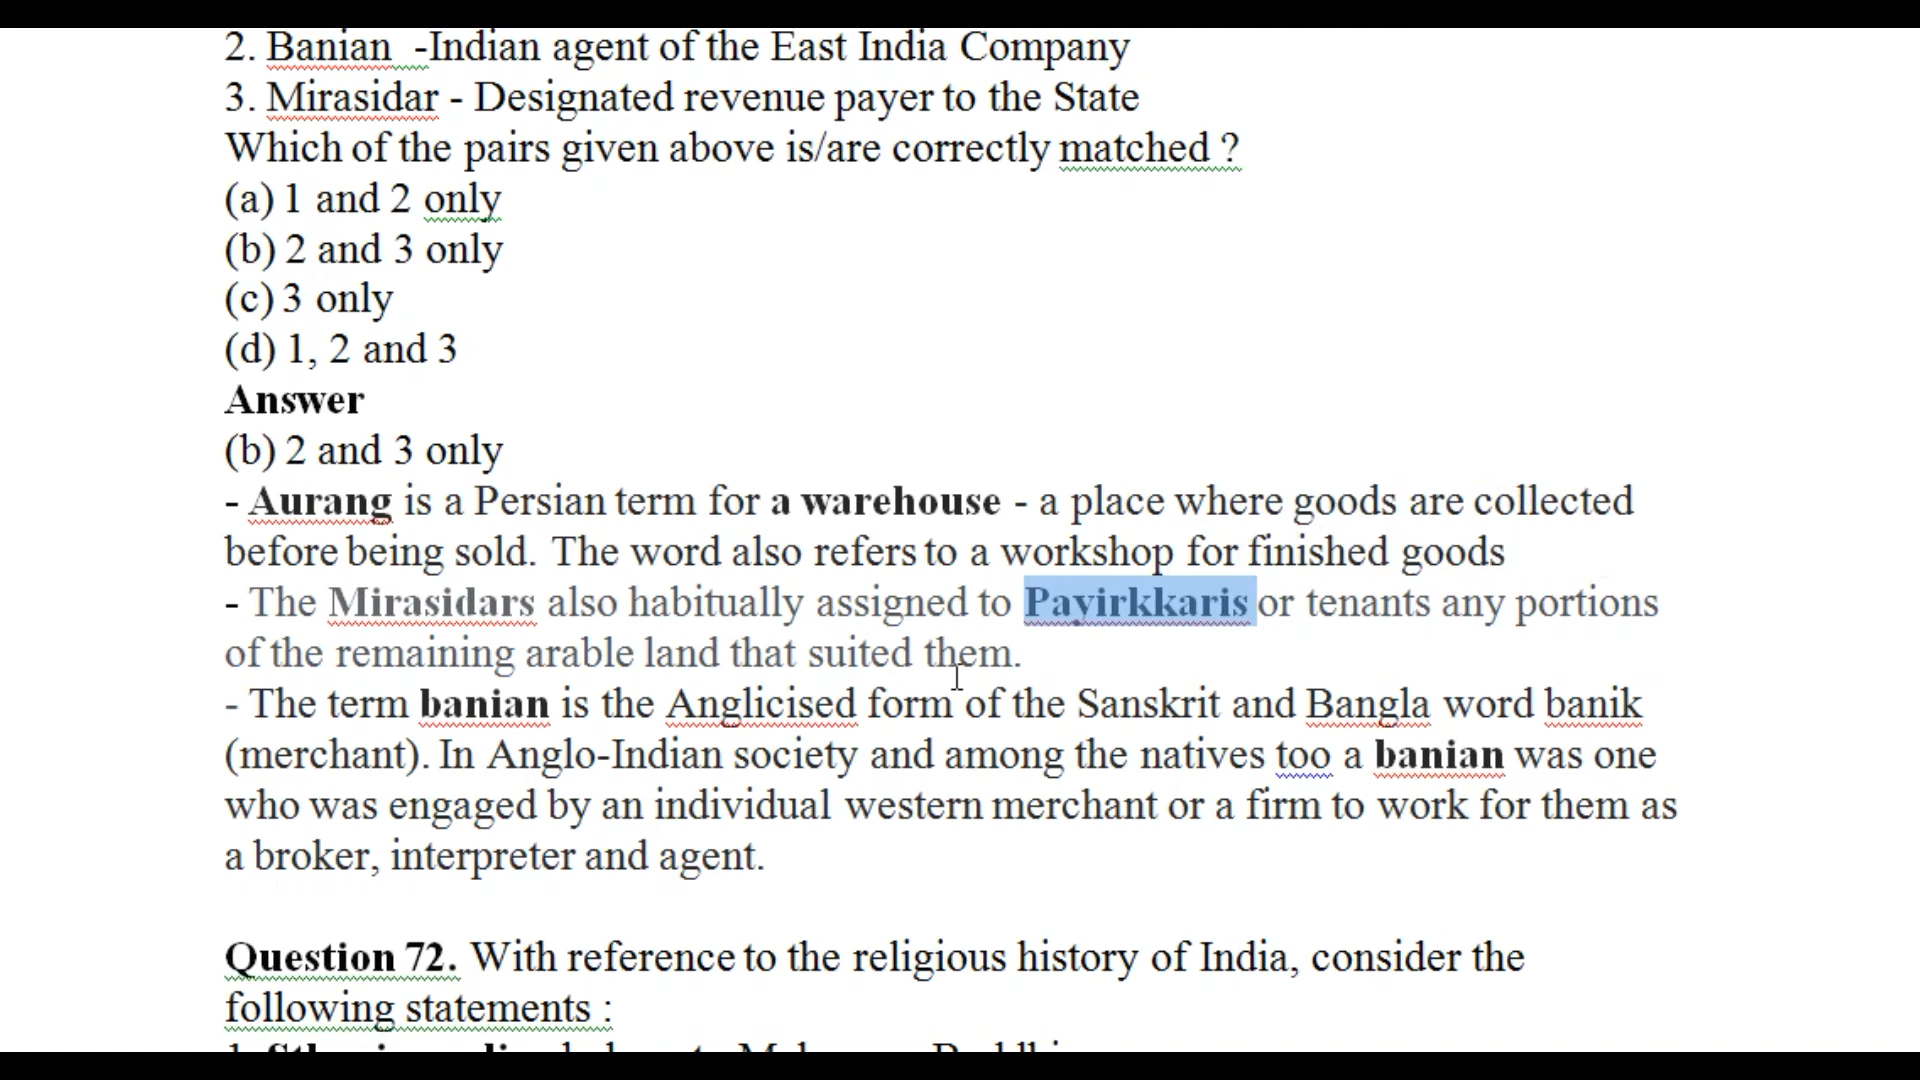 2. Banian -Indian agent of the East India Company
3. Mirasidar - Designated revenue payer to the State
Which of the pairs given above is/are correctly matched ?
(a) 1 and 2 only
(b) 2 and 3 only
(c) 3 only
(d) 1, 2 and 3
Answer
(b) 2 and 3 only
- Aurang is a Persian term for a warehouse - a place where goods are collected
before being sold. The word also refers to a workshop for finished goods
- The Mirasidars also habitually assigned to Payirkkaris or tenants any portions
of the remaining arable land that suited them.
- The term banian is the Anglicised form of the Sanskrit and Bangla word banik
(merchant). In Anglo-Indian society and among the natives too a banian was one
who was engaged by an individual western merchant or a firm to work for them as
a broker, interpreter and agent.
Question 72. With reference to the religious history of India, consider the
following statements :